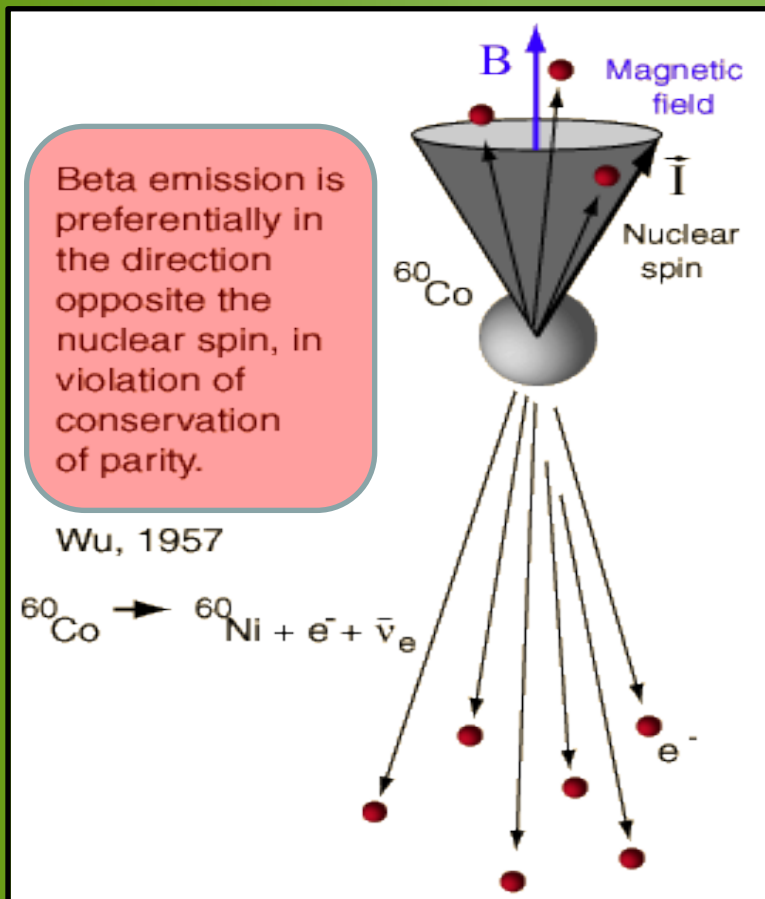 B
Magnetic
field
Beta emission is
preferentially in
the direction
opposite the
nuclear spin, in
violation of
conservation
of parity.
I⃗
Nuclear
spin
⁶⁰Co
Wu, 1957
⁶⁰Co → ⁶⁰Ni + e⁻ + ν̄ₑ
e⁻